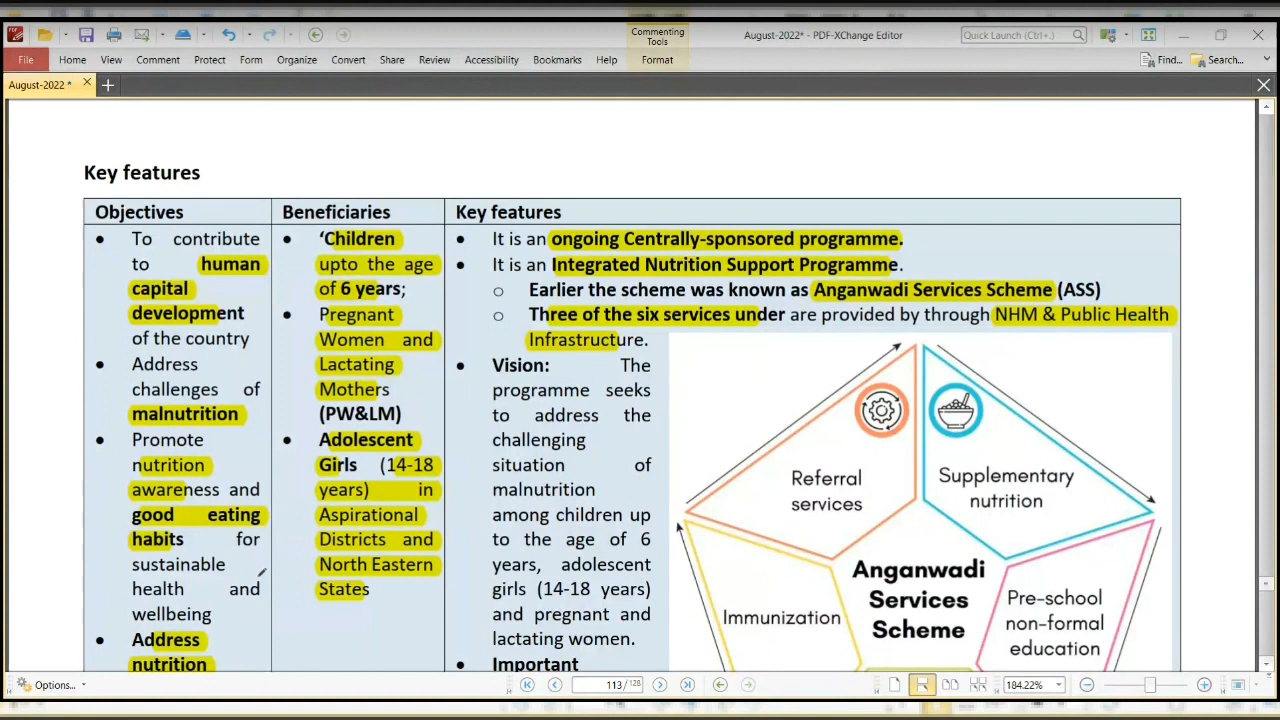 Commenting
Tools
August-2022* - PDF-XChange Editor
Quick Launch (Ctrl+.)
File Home View Comment Protect Form Organize Convert Share Review Accessibility Bookmarks Help Format
Find... Search...
August-2022 *
Key features
Objectives
• To contribute
to human
capital
development
of the country
• Address
challenges of
malnutrition
• Promote
nutrition
awareness and
good eating
habits for
sustainable
health and
wellbeing
• Address
nutrition
Beneficiaries
• ‘Children
upto the age
of 6 years;
• Pregnant
Women and
Lactating
Mothers
(PW&LM)
• Adolescent
Girls (14-18
years) in
Aspirational
Districts and
North Eastern
States
Key features
• It is an ongoing Centrally-sponsored programme.
• It is an Integrated Nutrition Support Programme.
o Earlier the scheme was known as Anganwadi Services Scheme (ASS)
o Three of the six services under are provided by through NHM & Public Health
Infrastructure.
• Vision: The
programme seeks
to address the
challenging
situation of
malnutrition
among children up
to the age of 6
years, adolescent
girls (14-18 years)
and pregnant and
lactating women.
• Important
Referral
services
Supplementary
nutrition
Immunization
Anganwadi
Services
Scheme
Pre-school
non-formal
education
Options...
113 / 128
184.22%